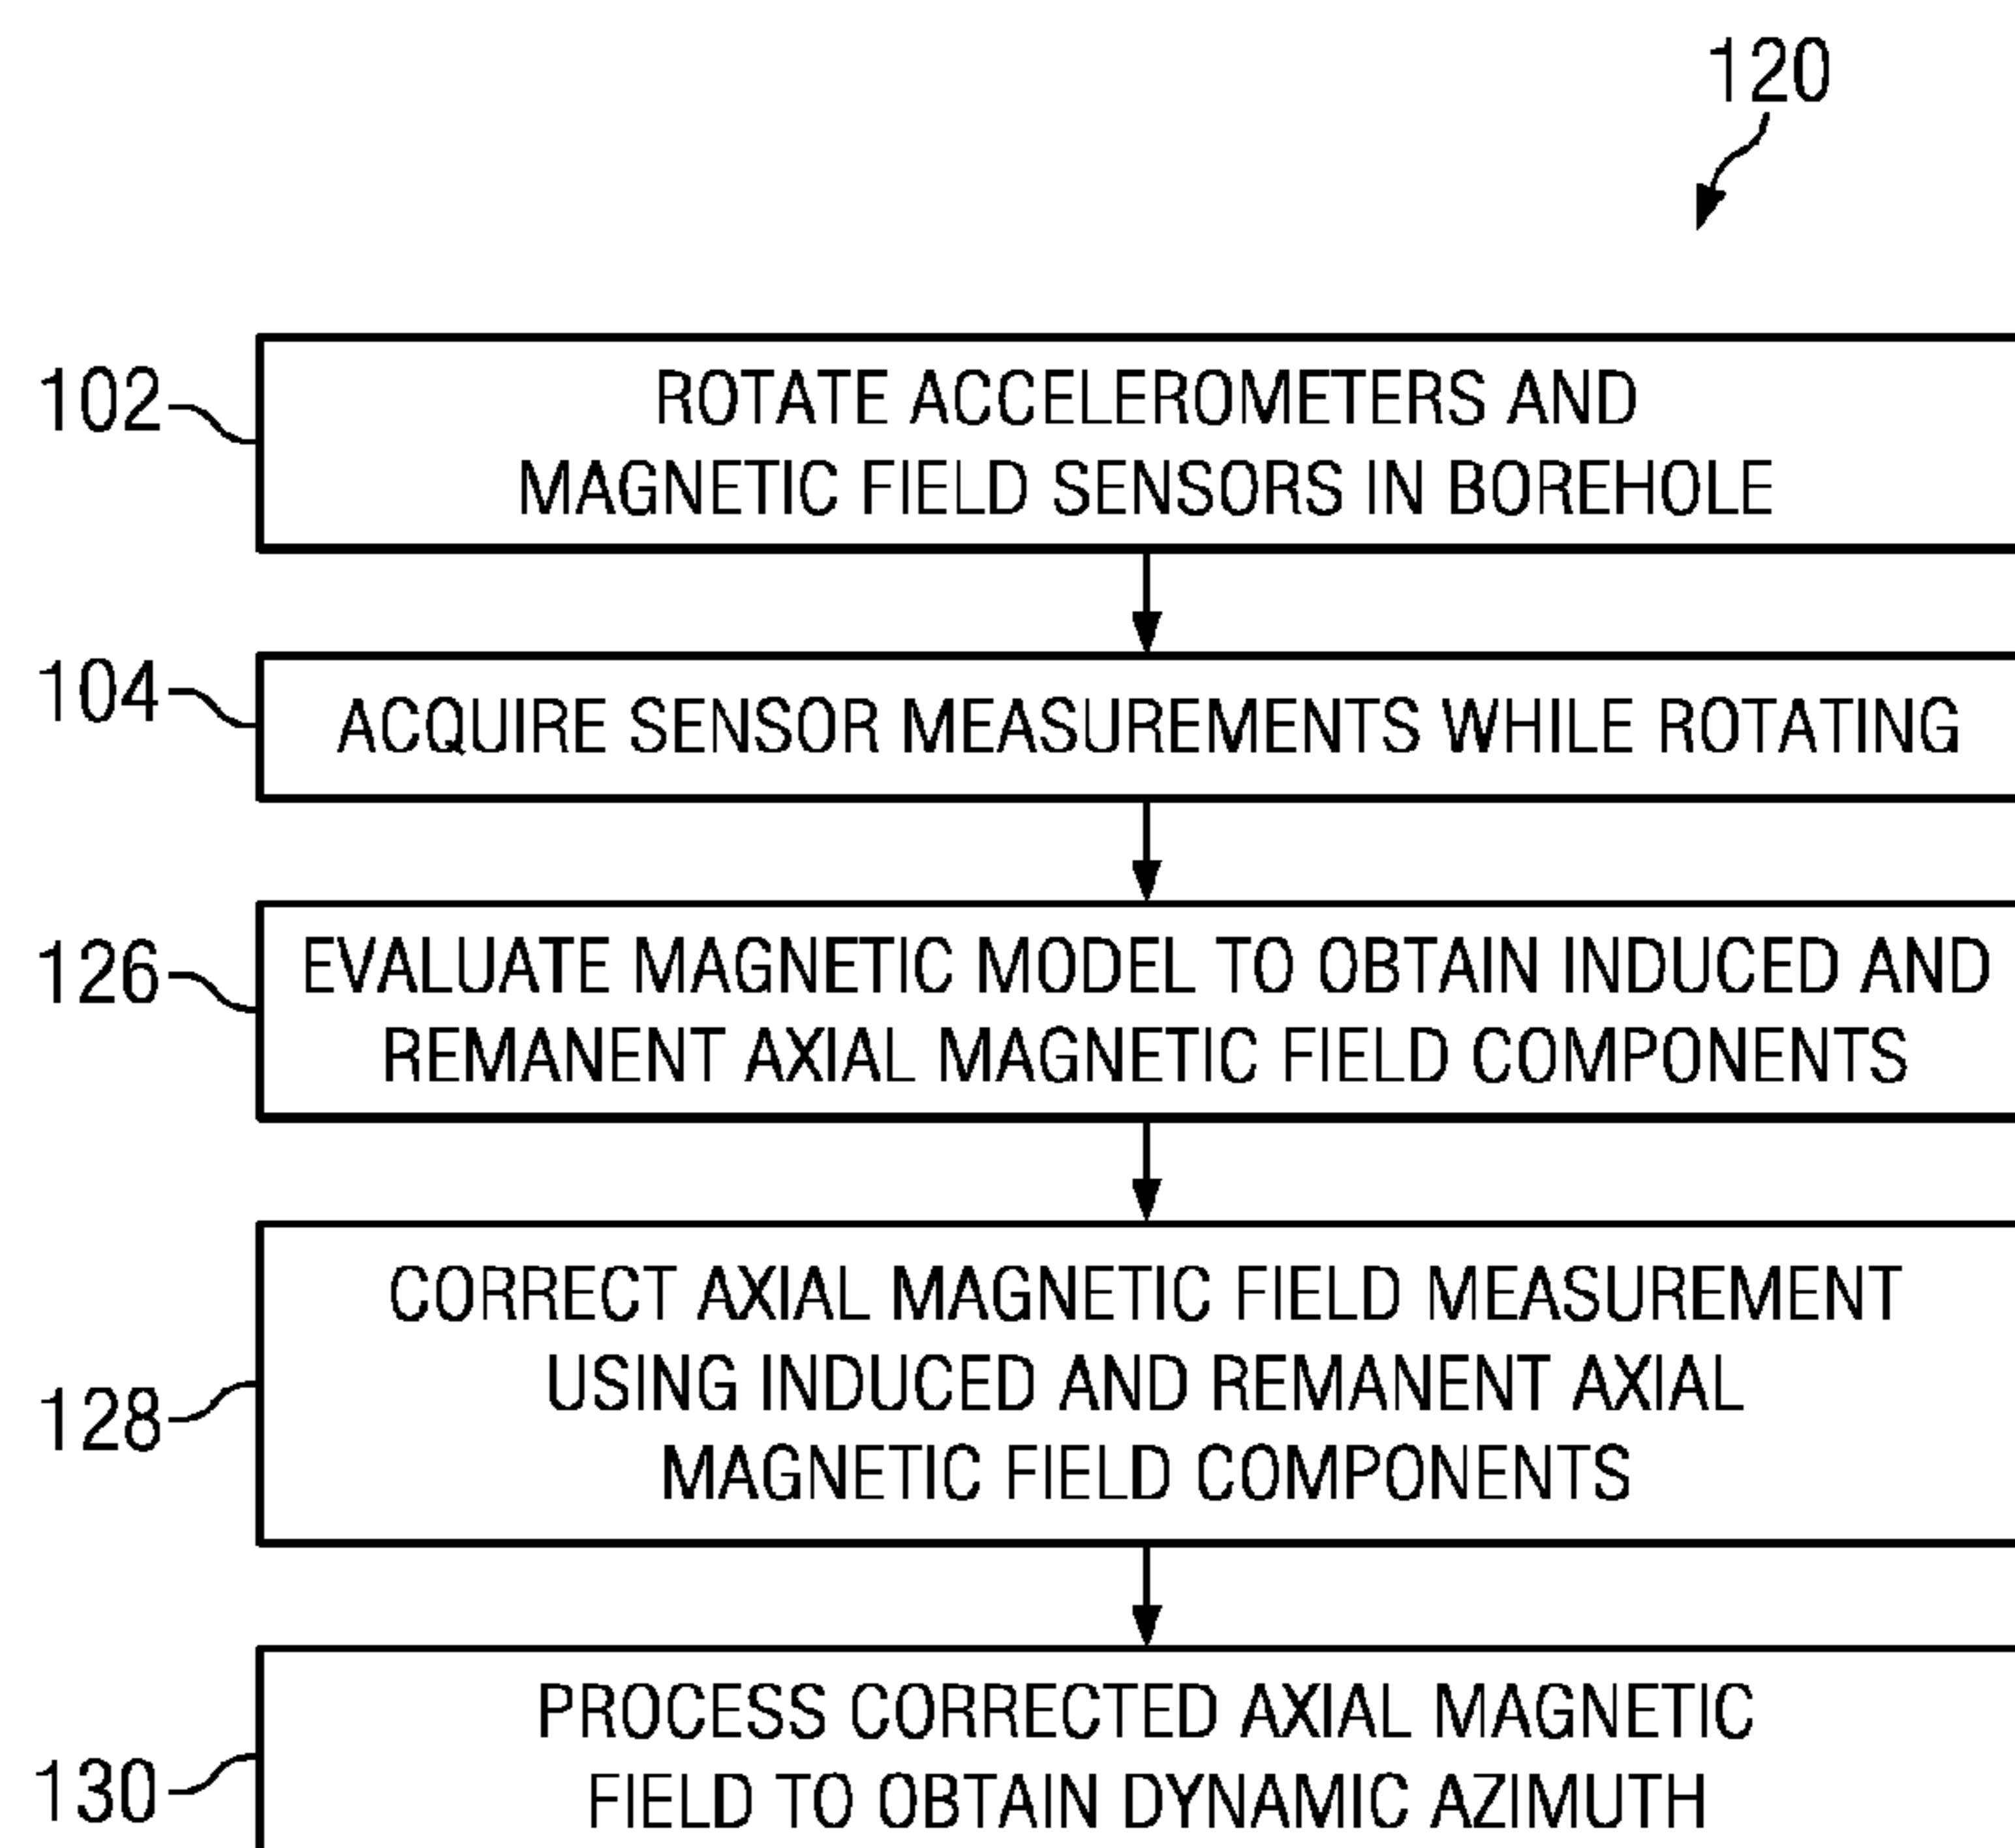 120
102
ROTATE ACCELEROMETERS AND
MAGNETIC FIELD SENSORS IN BOREHOLE
104
ACQUIRE SENSOR MEASUREMENTS WHILE ROTATING
126
EVALUATE MAGNETIC MODEL TO OBTAIN INDUCED AND
REMANENT AXIAL MAGNETIC FIELD COMPONENTS
128
CORRECT AXIAL MAGNETIC FIELD MEASUREMENT
USING INDUCED AND REMANENT AXIAL
MAGNETIC FIELD COMPONENTS
130
PROCESS CORRECTED AXIAL MAGNETIC
FIELD TO OBTAIN DYNAMIC AZIMUTH